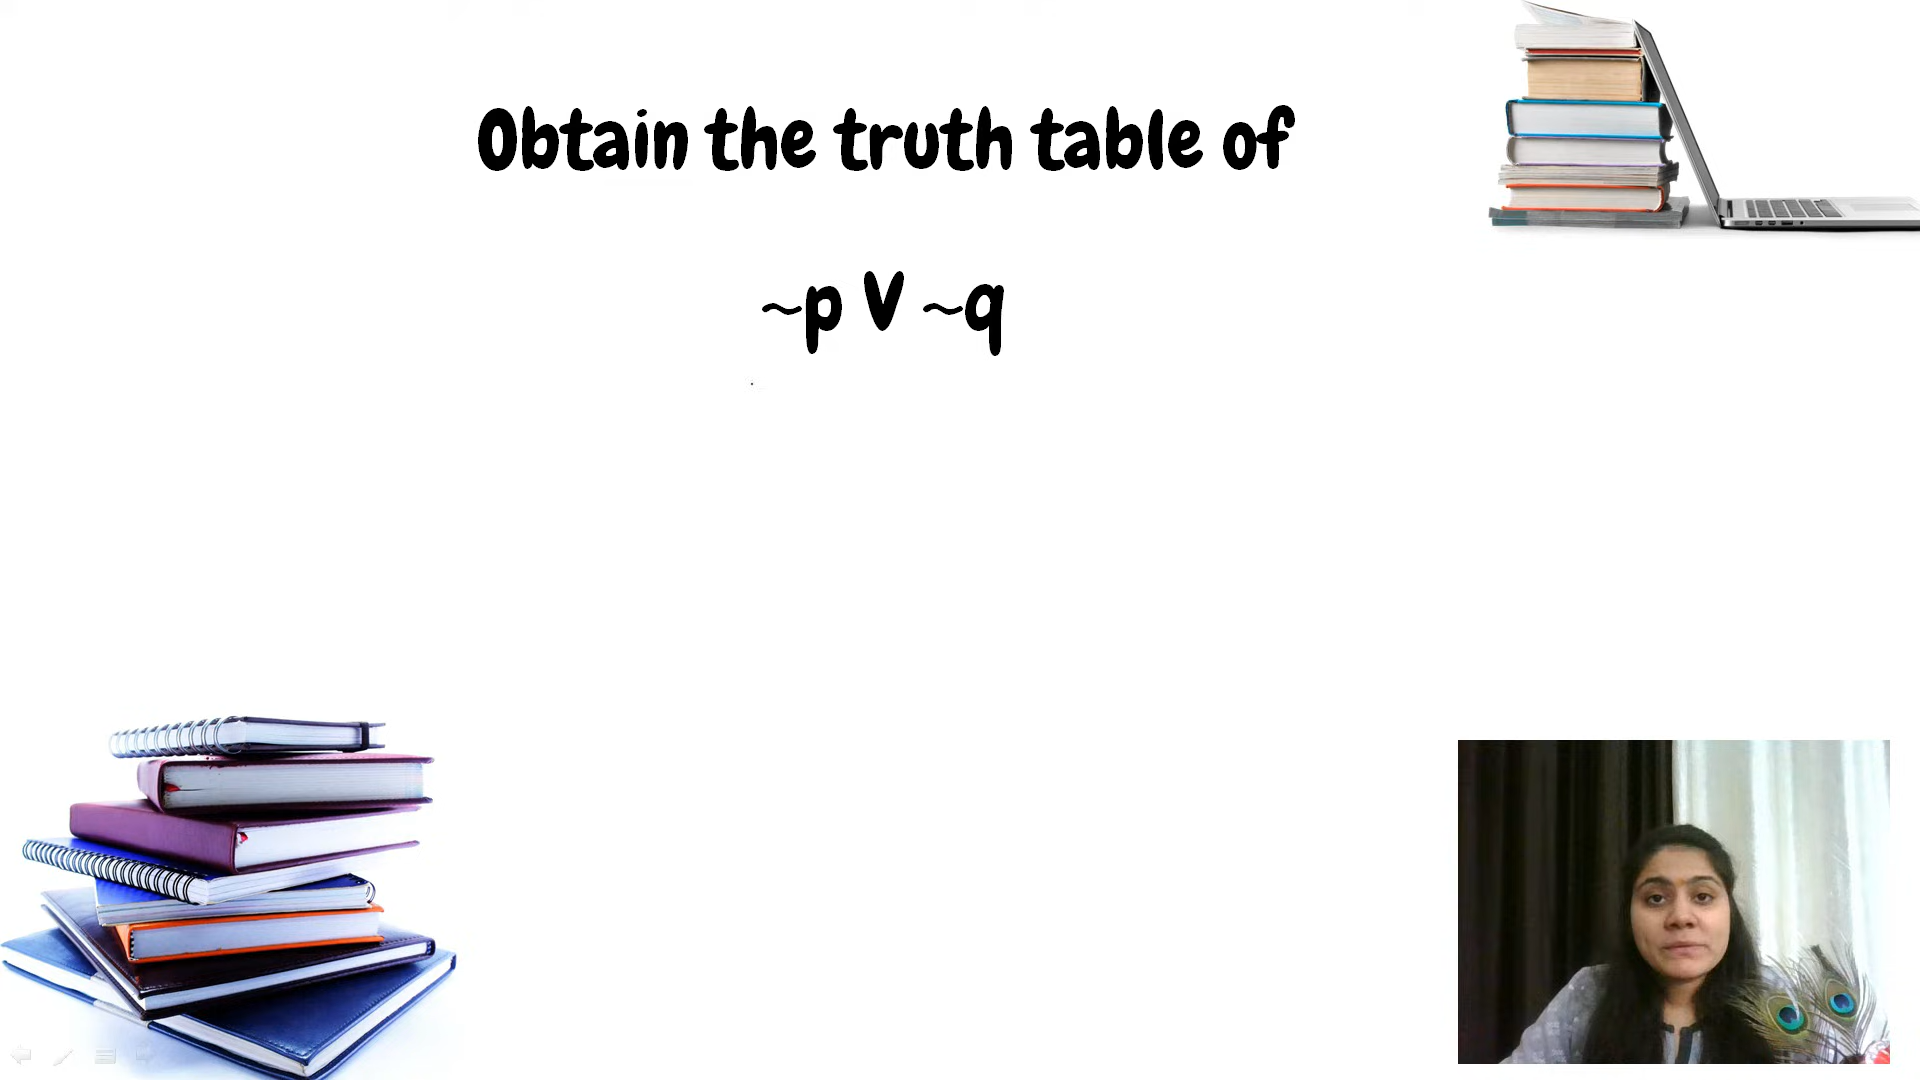 Obtain the truth table of
~p V ~q